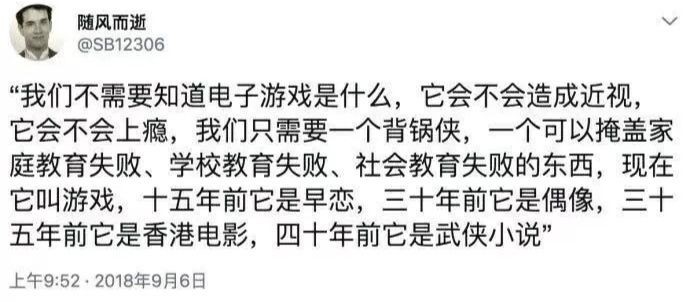 随风而逝
@SB12306
“我们不需要知道电子游戏是什么，它会不会造成近视，
它会不会上瘾，我们只需要一个背锅侠，一个可以掩盖家
庭教育失败、学校教育失败、社会教育失败的东西，现在
它叫游戏，十五年前它是早恋，三十年前它是偶像，三十
五年前它是香港电影，四十年前它是武侠小说”
上午9:52 · 2018年9月6日